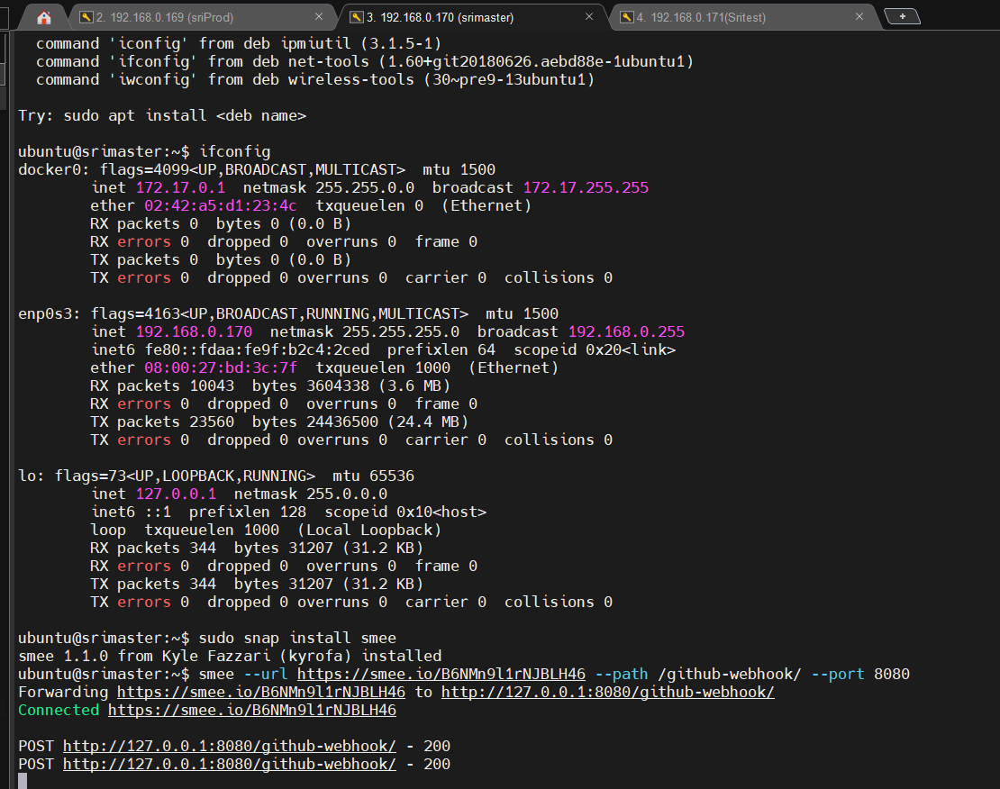 2. 192.168.0.169 (sriProd)
3. 192.168.0.170 (srimaster)
4. 192.168.0.171(Sritest)
command 'iconfig' from deb ipmiutil (3.1.5-1)
command 'ifconfig' from deb net-tools (1.60+git20180626.aebd88e-1ubuntu1)
command 'iwconfig' from deb wireless-tools (30~pre9-13ubuntu1)
Try: sudo apt install <deb name>
ubuntu@srimaster:~$ ifconfig
docker0: flags=4099<UP,BROADCAST,MULTICAST>  mtu 1500
inet 172.17.0.1  netmask 255.255.0.0  broadcast 172.17.255.255
ether 02:42:a5:d1:23:4c  txqueuelen 0  (Ethernet)
RX packets 0  bytes 0 (0.0 B)
RX errors 0  dropped 0  overruns 0  frame 0
TX packets 0  bytes 0 (0.0 B)
TX errors 0  dropped 0 overruns 0  carrier 0  collisions 0
enp0s3: flags=4163<UP,BROADCAST,RUNNING,MULTICAST>  mtu 1500
inet 192.168.0.170  netmask 255.255.255.0  broadcast 192.168.0.255
inet6 fe80::fdaa:fe9f:b2c4:2ced  prefixlen 64  scopeid 0x20<link>
ether 08:00:27:bd:3c:7f  txqueuelen 1000  (Ethernet)
RX packets 10043  bytes 3604338 (3.6 MB)
RX errors 0  dropped 0  overruns 0  frame 0
TX packets 23560  bytes 24436500 (24.4 MB)
TX errors 0  dropped 0 overruns 0  carrier 0  collisions 0
lo: flags=73<UP,LOOPBACK,RUNNING>  mtu 65536
inet 127.0.0.1  netmask 255.0.0.0
inet6 ::1  prefixlen 128  scopeid 0x10<host>
loop  txqueuelen 1000  (Local Loopback)
RX packets 344  bytes 31207 (31.2 KB)
RX errors 0  dropped 0  overruns 0  frame 0
TX packets 344  bytes 31207 (31.2 KB)
TX errors 0  dropped 0 overruns 0  carrier 0  collisions 0
ubuntu@srimaster:~$ sudo snap install smee
smee 1.1.0 from Kyle Fazzari (kyrofa) installed
ubuntu@srimaster:~$ smee --url https://smee.io/B6NMn9l1rNJBLH46 --path /github-webhook/ --port 8080
Forwarding https://smee.io/B6NMn9l1rNJBLH46 to http://127.0.0.1:8080/github-webhook/
Connected https://smee.io/B6NMn9l1rNJBLH46
POST http://127.0.0.1:8080/github-webhook/ - 200
POST http://127.0.0.1:8080/github-webhook/ - 200